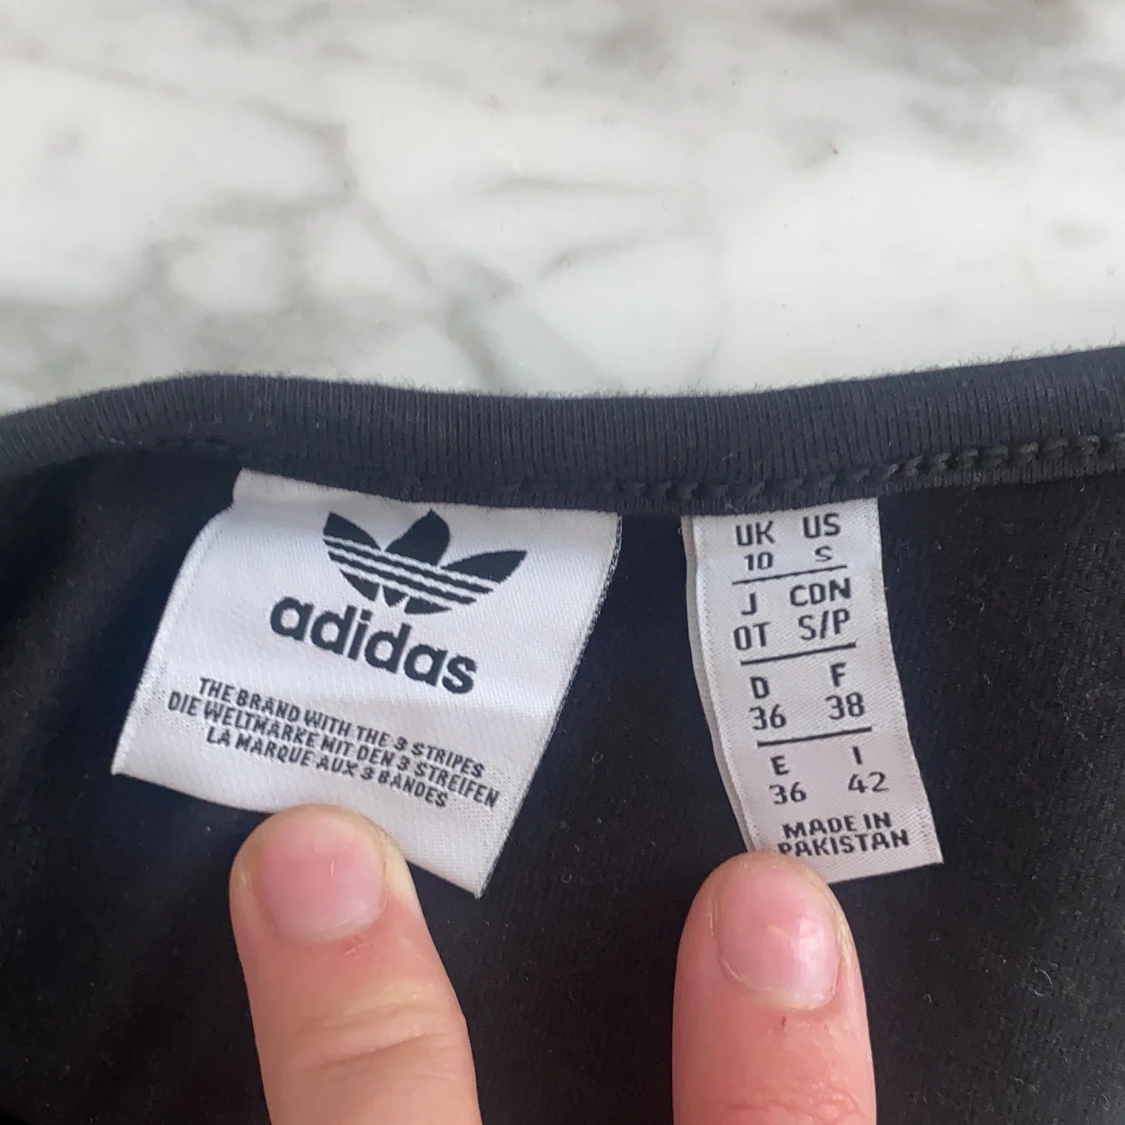 adidas
THE BRAND WITH THE 3 STRIPES
DIE WELTMARKE MIT DEN 3 STREIFEN
LA MARQUE AUX 3 BANDES
UK US
10 S
J CDN
OT S/P
D F
36 38
E I
36 42
MADE IN
PAKISTAN